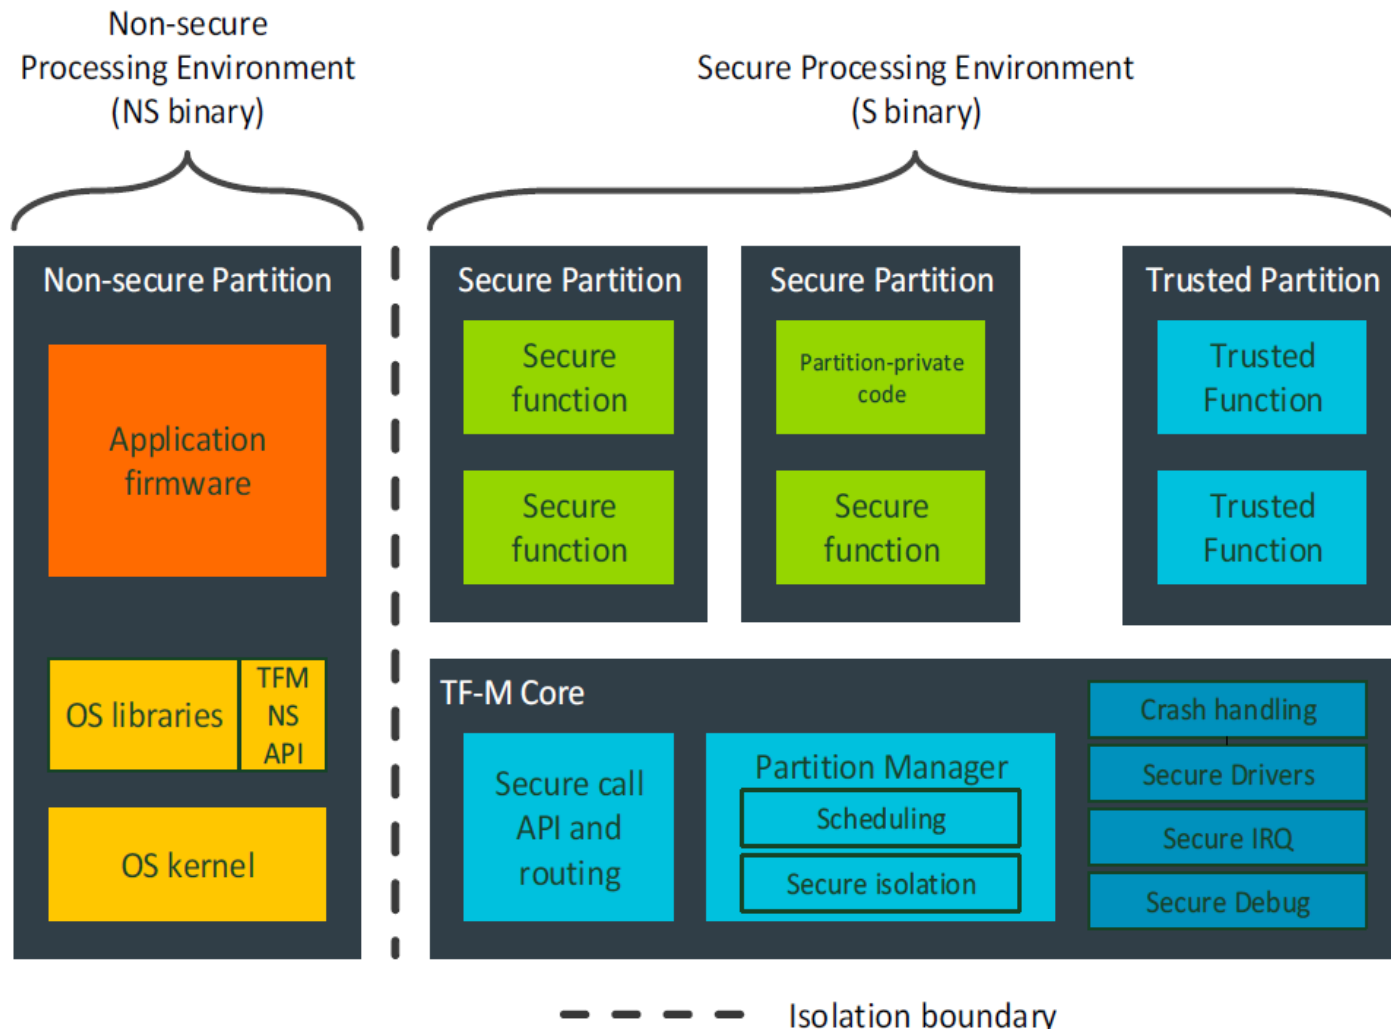 Non-secure
Processing Environment
(NS binary)
Secure Processing Environment
(S binary)
Non-secure Partition
Application
firmware
OS libraries
TFM
NS
API
OS kernel
Secure Partition
Secure
function
Secure
function
Secure Partition
Partition-private
code
Secure
function
Trusted Partition
Trusted
Function
Trusted
Function
TF-M Core
Secure call
API and
routing
Partition Manager
Scheduling
Secure isolation
Crash handling
Secure Drivers
Secure IRQ
Secure Debug
Isolation boundary